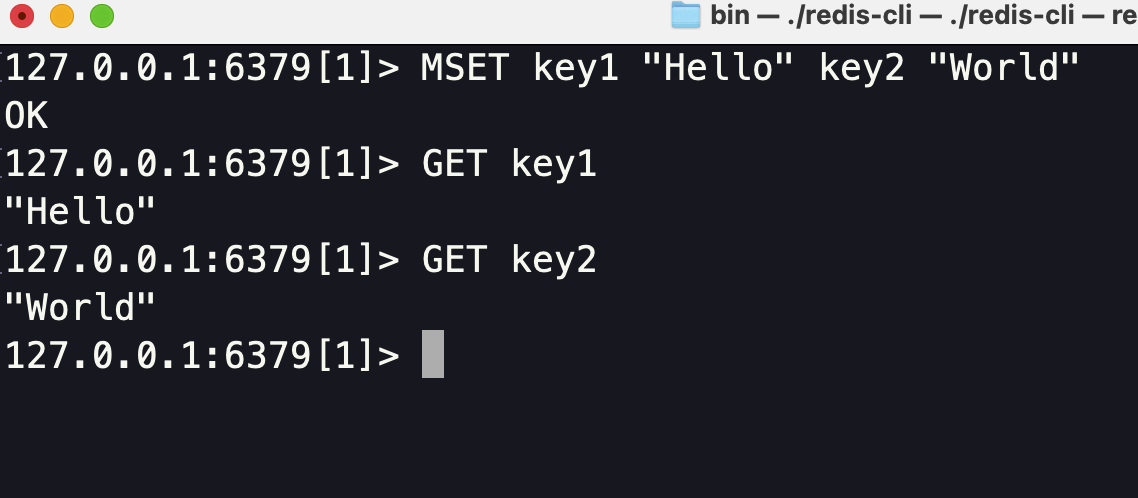 bin — ./redis-cli — ./redis-cli — re
127.0.0.1:6379[1]> MSET key1 "Hello" key2 "World"
OK
127.0.0.1:6379[1]> GET key1
"Hello"
127.0.0.1:6379[1]> GET key2
"World"
127.0.0.1:6379[1]>